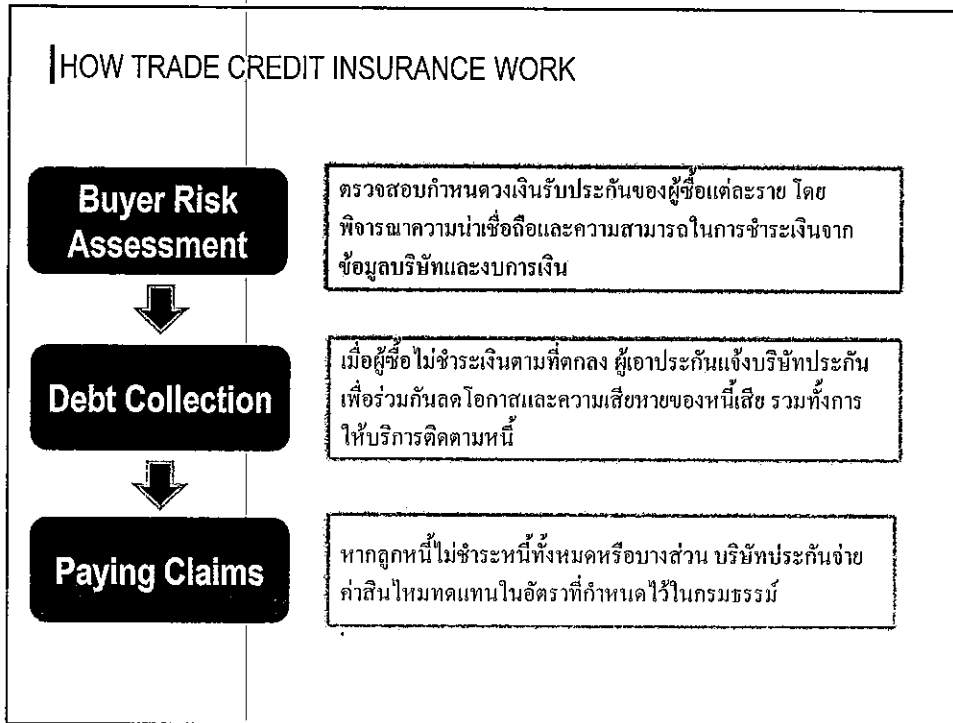 HOW TRADE CREDIT INSURANCE WORK
Buyer Risk
Assessment
ตรวจสอบกำหนดวงเงินรับประกันของผู้ซื้อแต่ละราย โดย
พิจารณาความน่าเชื่อถือและความสามารถในการชำระเงินจาก
ข้อมูลบริษัทและงบการเงิน
Debt Collection
เมื่อผู้ซื้อไม่ชำระเงินตามที่ตกลง ผู้เอาประกันแจ้งบริษัทประกัน
เพื่อร่วมกันลดโอกาสและความเสียหายของหนี้เสีย รวมทั้งการ
ให้บริการติดตามหนี้
Paying Claims
หากลูกหนี้ไม่ชำระหนี้ทั้งหมดหรือบางส่วน บริษัทประกันจ่าย
ค่าสินไหมทดแทนในอัตราที่กำหนดไว้ในกรมธรรม์